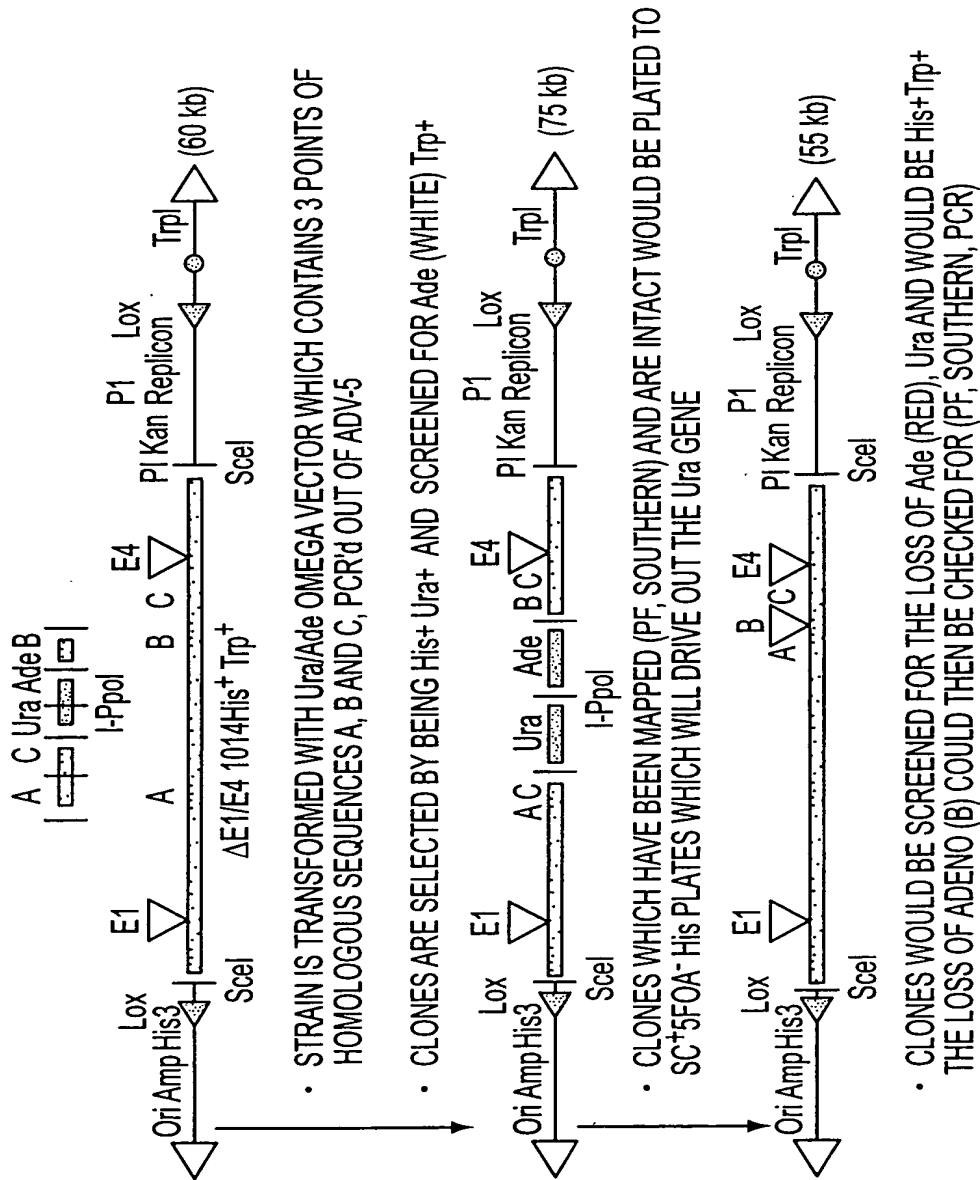 A C Ura Ade B
I-PpoI
E1 A B C E4
Lox
Ori Amp His3
SceI
ΔE1/E4 1014His+ Trp+
PI Kan Replicon
P1 Lox
SceI
TrpI
(60 kb)
• STRAIN IS TRANSFORMED WITH Ura/Ade OMEGA VECTOR WHICH CONTAINS 3 POINTS OF
HOMOLOGOUS SEQUENCES A, B AND C, PCR'd OUT OF ADV-5
• CLONES ARE SELECTED BY BEING His+ Ura+ AND SCREENED FOR Ade (WHITE) Trp+
E1 A C Ura Ade B C E4
Lox
Ori Amp His3
SceI
I-PpoI
PI Kan Replicon
P1 Lox
SceI
TrpI
(75 kb)
• CLONES WHICH HAVE BEEN MAPPED (PF, SOUTHERN) AND ARE INTACT WOULD BE PLATED TO
SC+5FOA- His PLATES WHICH WILL DRIVE OUT THE Ura GENE
E1 B E4
A C
Lox
Ori Amp His3
SceI
PI Kan Replicon
P1 Lox
SceI
TrpI
(55 kb)
• CLONES WOULD BE SCREENED FOR THE LOSS OF Ade (RED), Ura AND WOULD BE His+Trp+
THE LOSS OF ADENO (B) COULD THEN BE CHECKED FOR (PF, SOUTHERN, PCR)